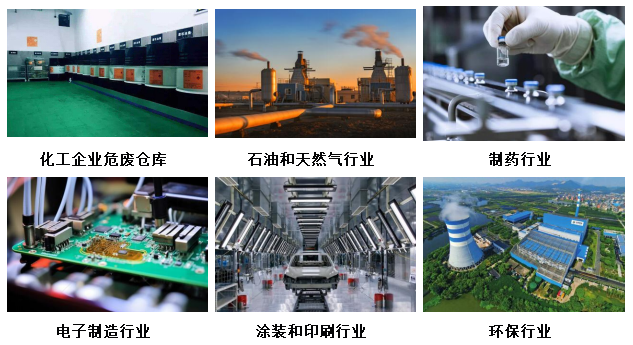 化工企业危废仓库
石油和天然气行业
制药行业
电子制造行业
涂装和印刷行业
环保行业